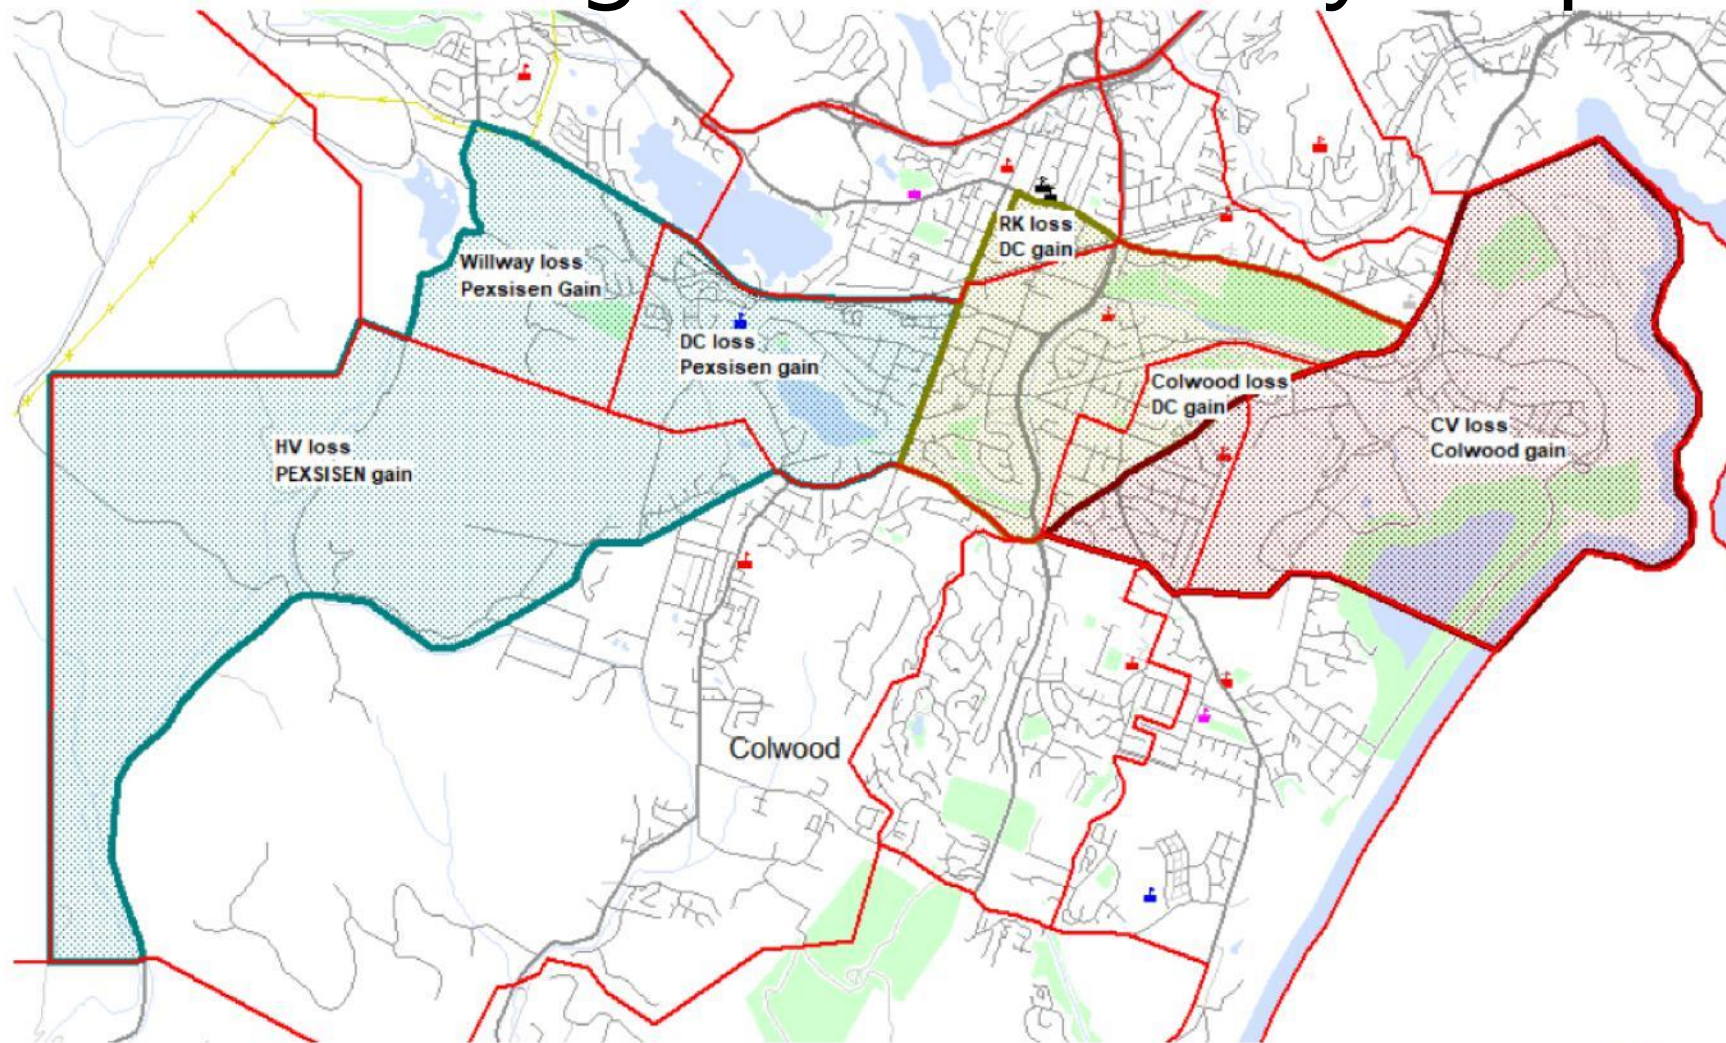 RK loss
DC gain
Willway loss
Pexsisen Gain
DC loss
Pexsisen gain
Colwood loss
DC gain
CV loss
Colwood gain
HV loss
PEXSISEN gain
Colwood